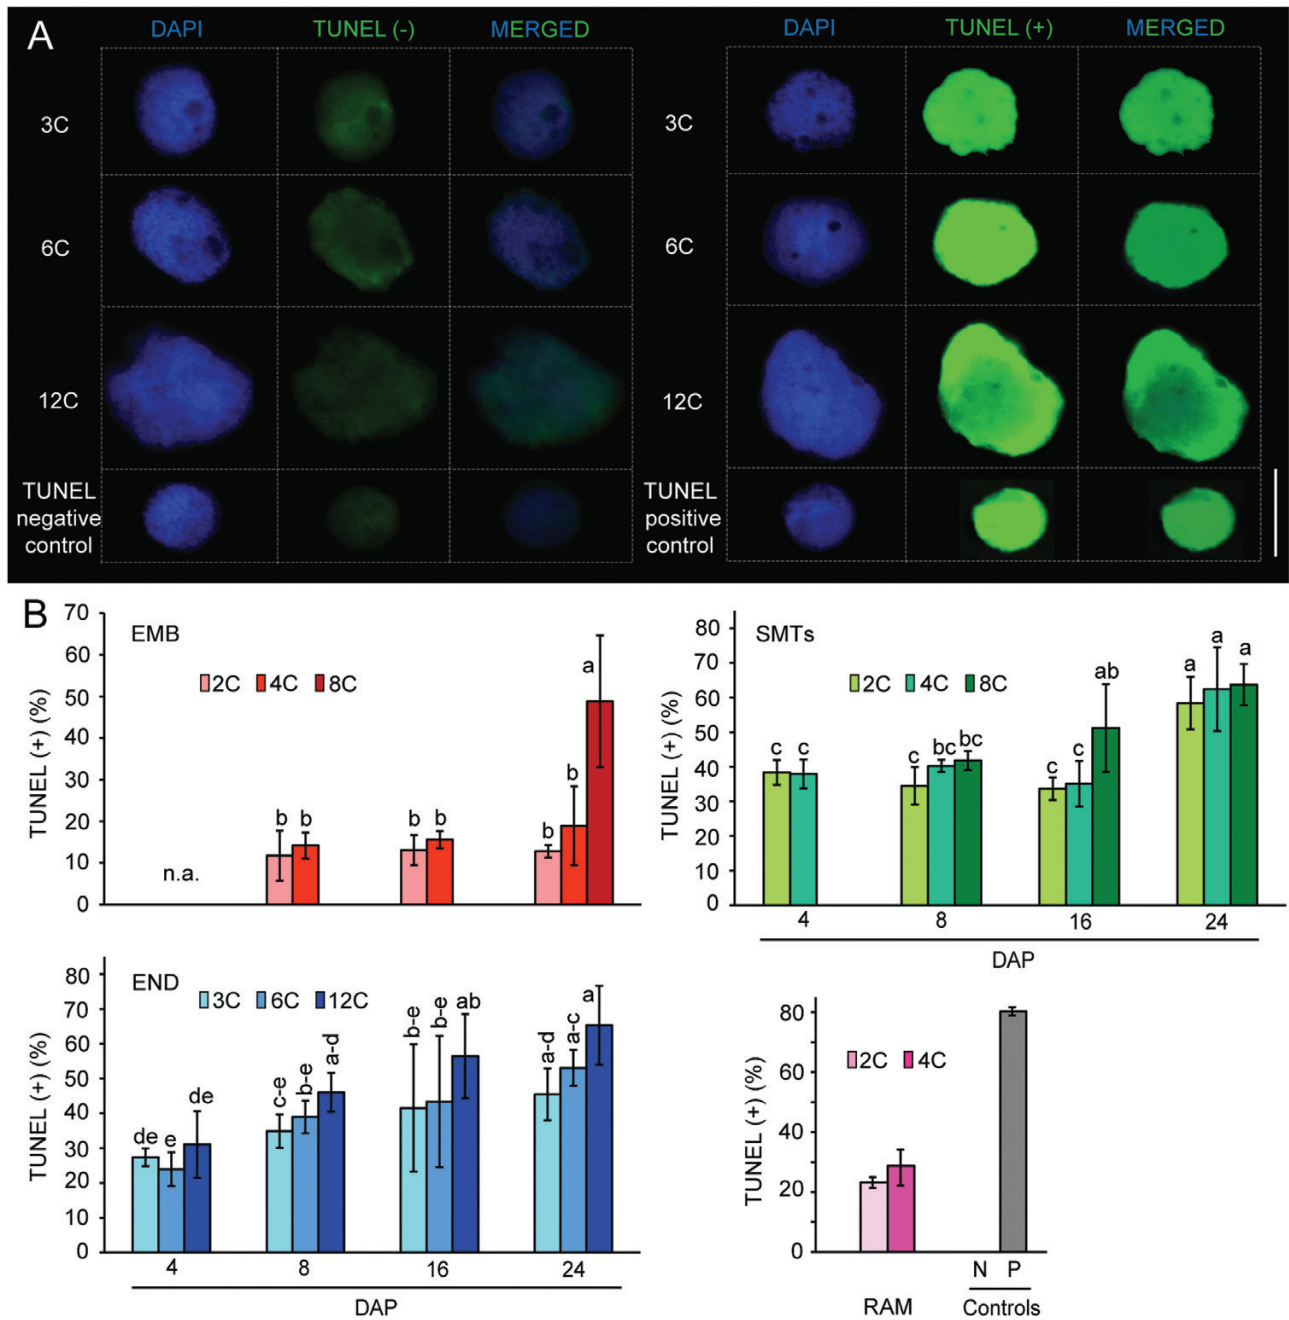 A
DAPI TUNEL (-) MERGED DAPI TUNEL (+) MERGED
3C 3C
6C 6C
12C 12C
TUNEL negative control
TUNEL positive control
B
EMB
2C 4C 8C
TUNEL (+) (%)
70
60
50
40
30
20
10
0
n.a.
b b b b b b a
SMTs
2C 4C 8C
TUNEL (+) (%)
80
70
60
50
40
30
20
10
0
c c c bc bc c c ab a a a
4 8 16 24
DAP
END
3C 6C 12C
TUNEL (+) (%)
80
70
60
50
40
30
20
10
0
de e de c-e b-e a-d b-e b-e ab a-d a-c a
4 8 16 24
DAP
2C 4C
TUNEL (+) (%)
80
60
40
20
0
N P
RAM Controls